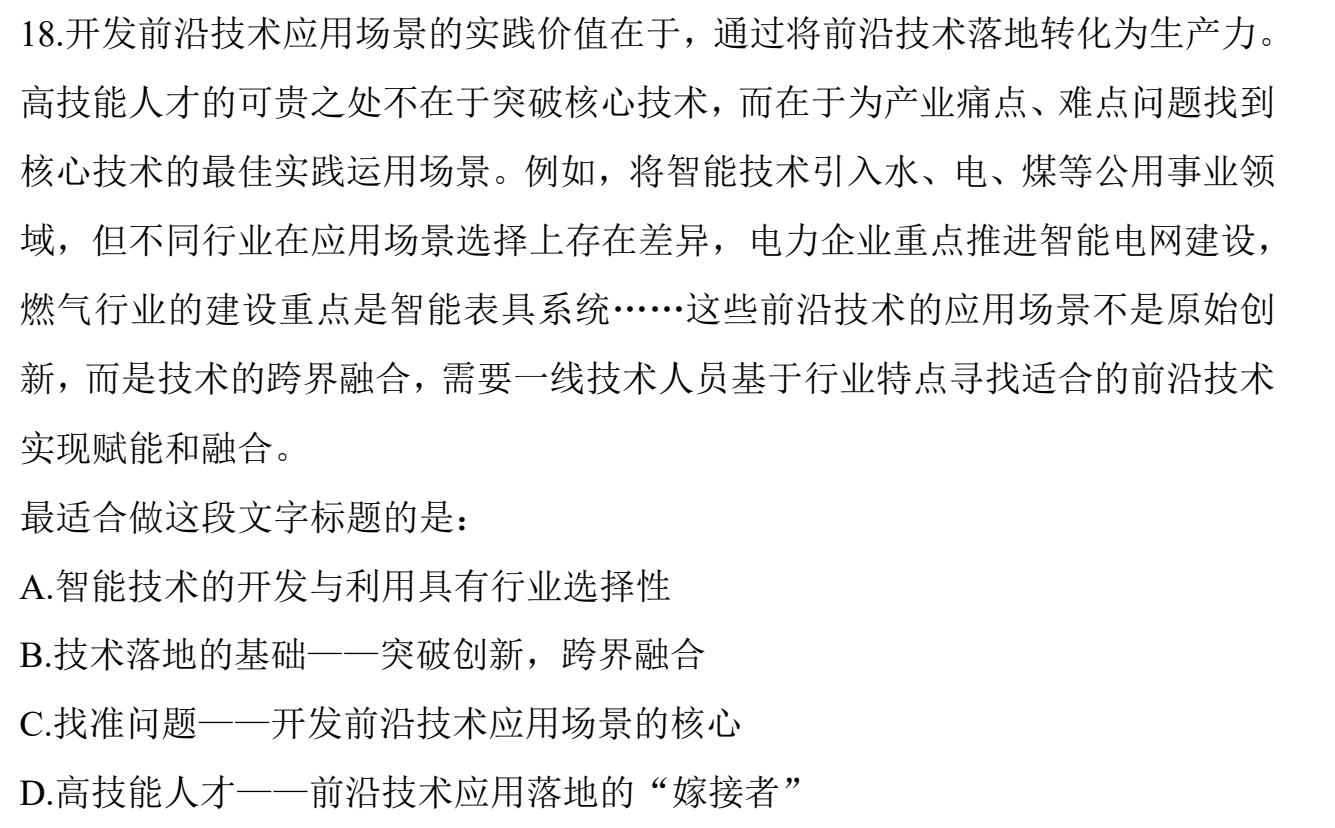 18.开发前沿技术应用场景的实践价值在于，通过将前沿技术落地转化为生产力。
高技能人才的可贵之处不在于突破核心技术，而在于为产业痛点、难点问题找到
核心技术的最佳实践运用场景。例如，将智能技术引入水、电、煤等公用事业领
域，但不同行业在应用场景选择上存在差异，电力企业重点推进智能电网建设，
燃气行业的建设重点是智能表具系统……这些前沿技术的应用场景不是原始创
新，而是技术的跨界融合，需要一线技术人员基于行业特点寻找适合的前沿技术
实现赋能和融合。
最适合做这段文字标题的是：
A.智能技术的开发与利用具有行业选择性
B.技术落地的基础——突破创新，跨界融合
C.找准问题——开发前沿技术应用场景的核心
D.高技能人才——前沿技术应用落地的“嫁接者”